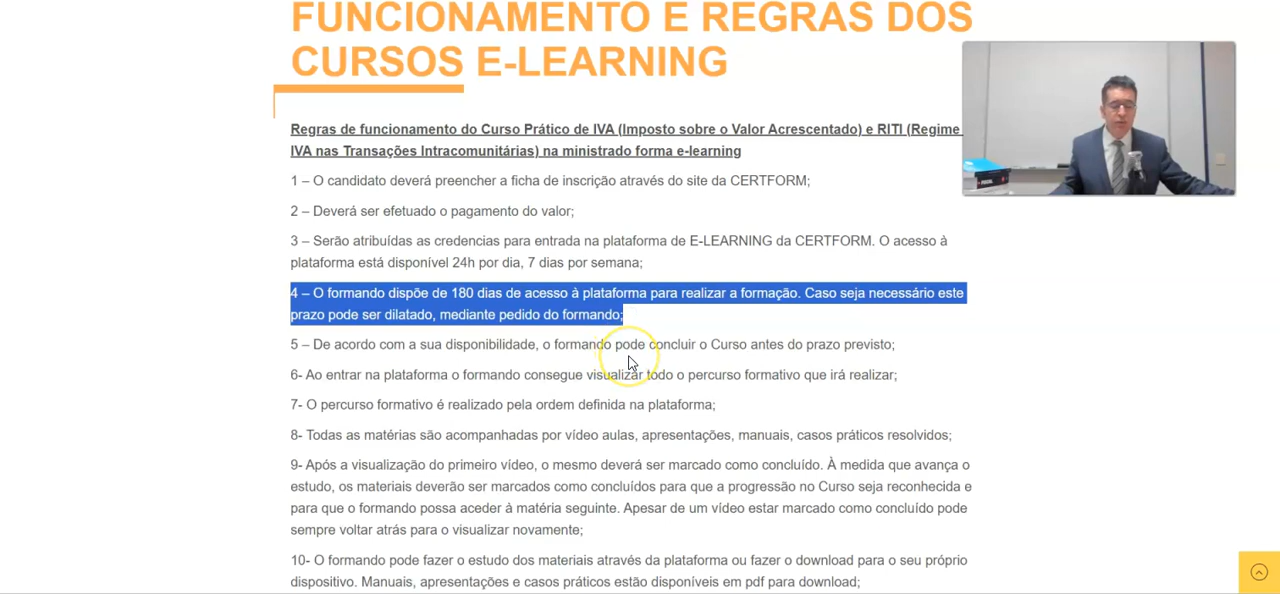 FUNCIONAMENTO E REGRAS DOS
CURSOS E-LEARNING
Regras de funcionamento do Curso Prático de IVA (Imposto sobre o Valor Acrescentado) e RITI (Regime
IVA nas Transações Intracomunitárias) na ministrado forma e-learning
1 – O candidato deverá preencher a ficha de inscrição através do site da CERTFORM;
2 – Deverá ser efetuado o pagamento do valor;
3 – Serão atribuídas as credencias para entrada na plataforma de E-LEARNING da CERTFORM. O acesso à
plataforma está disponível 24h por dia, 7 dias por semana;
4 – O formando dispõe de 180 dias de acesso à plataforma para realizar a formação. Caso seja necessário este
prazo pode ser dilatado, mediante pedido do formando;
5 – De acordo com a sua disponibilidade, o formando pode concluir o Curso antes do prazo previsto;
6- Ao entrar na plataforma o formando consegue visualizar todo o percurso formativo que irá realizar;
7- O percurso formativo é realizado pela ordem definida na plataforma;
8- Todas as matérias são acompanhadas por vídeo aulas, apresentações, manuais, casos práticos resolvidos;
9- Após a visualização do primeiro vídeo, o mesmo deverá ser marcado como concluído. À medida que avança o
estudo, os materiais deverão ser marcados como concluídos para que a progressão no Curso seja reconhecida e
para que o formando possa aceder à matéria seguinte. Apesar de um vídeo estar marcado como concluído pode
sempre voltar atrás para o visualizar novamente;
10- O formando pode fazer o estudo dos materiais através da plataforma ou fazer o download para o seu próprio
dispositivo. Manuais, apresentações e casos práticos estão disponíveis em pdf para download;